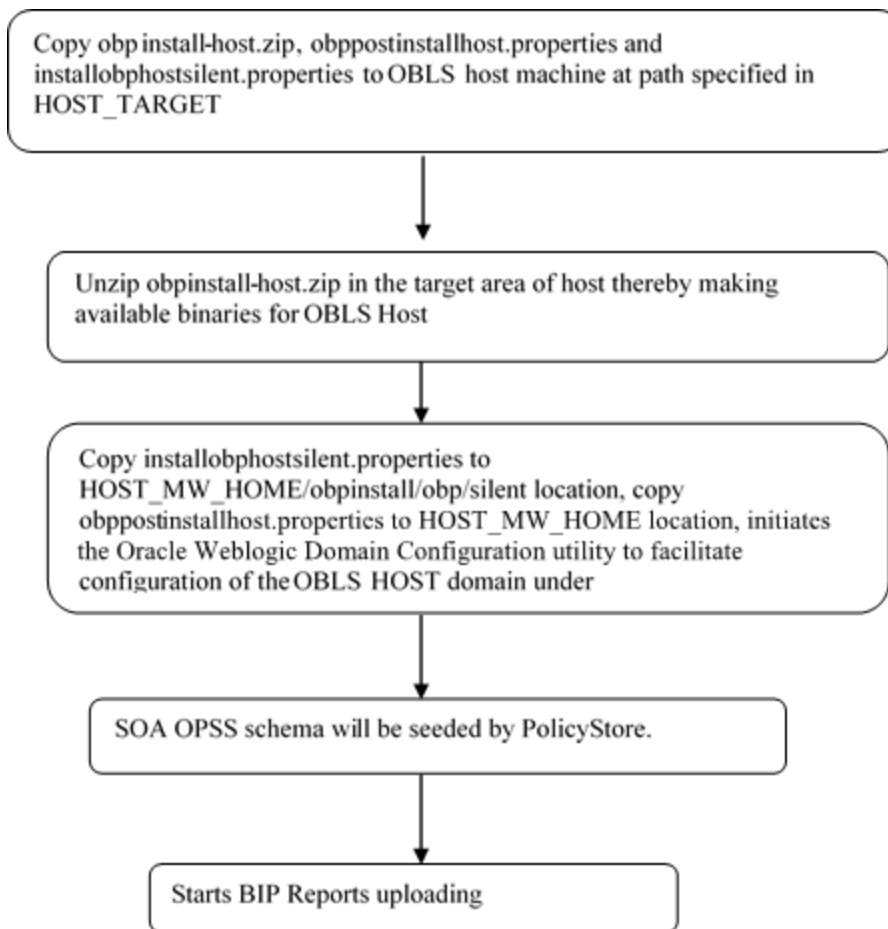 Copy obpinstall-host.zip, obppostinstallhost.properties and
installobphostsilent.properties to OBLS host machine at path specified in
HOST_TARGET
Unzip obpinstall-host.zip in the target area of host thereby making
available binaries for OBLS Host
Copy installobphostsilent.properties to
HOST_MW_HOME/obpinstall/obp/silent location, copy
obppostinstallhost.properties to HOST_MW_HOME location, initiates
the Oracle Weblogic Domain Configuration utility to facilitate
configuration of the OBLS HOST domain under
SOA OPSS schema will be seeded by PolicyStore.
Starts BIP Reports uploading